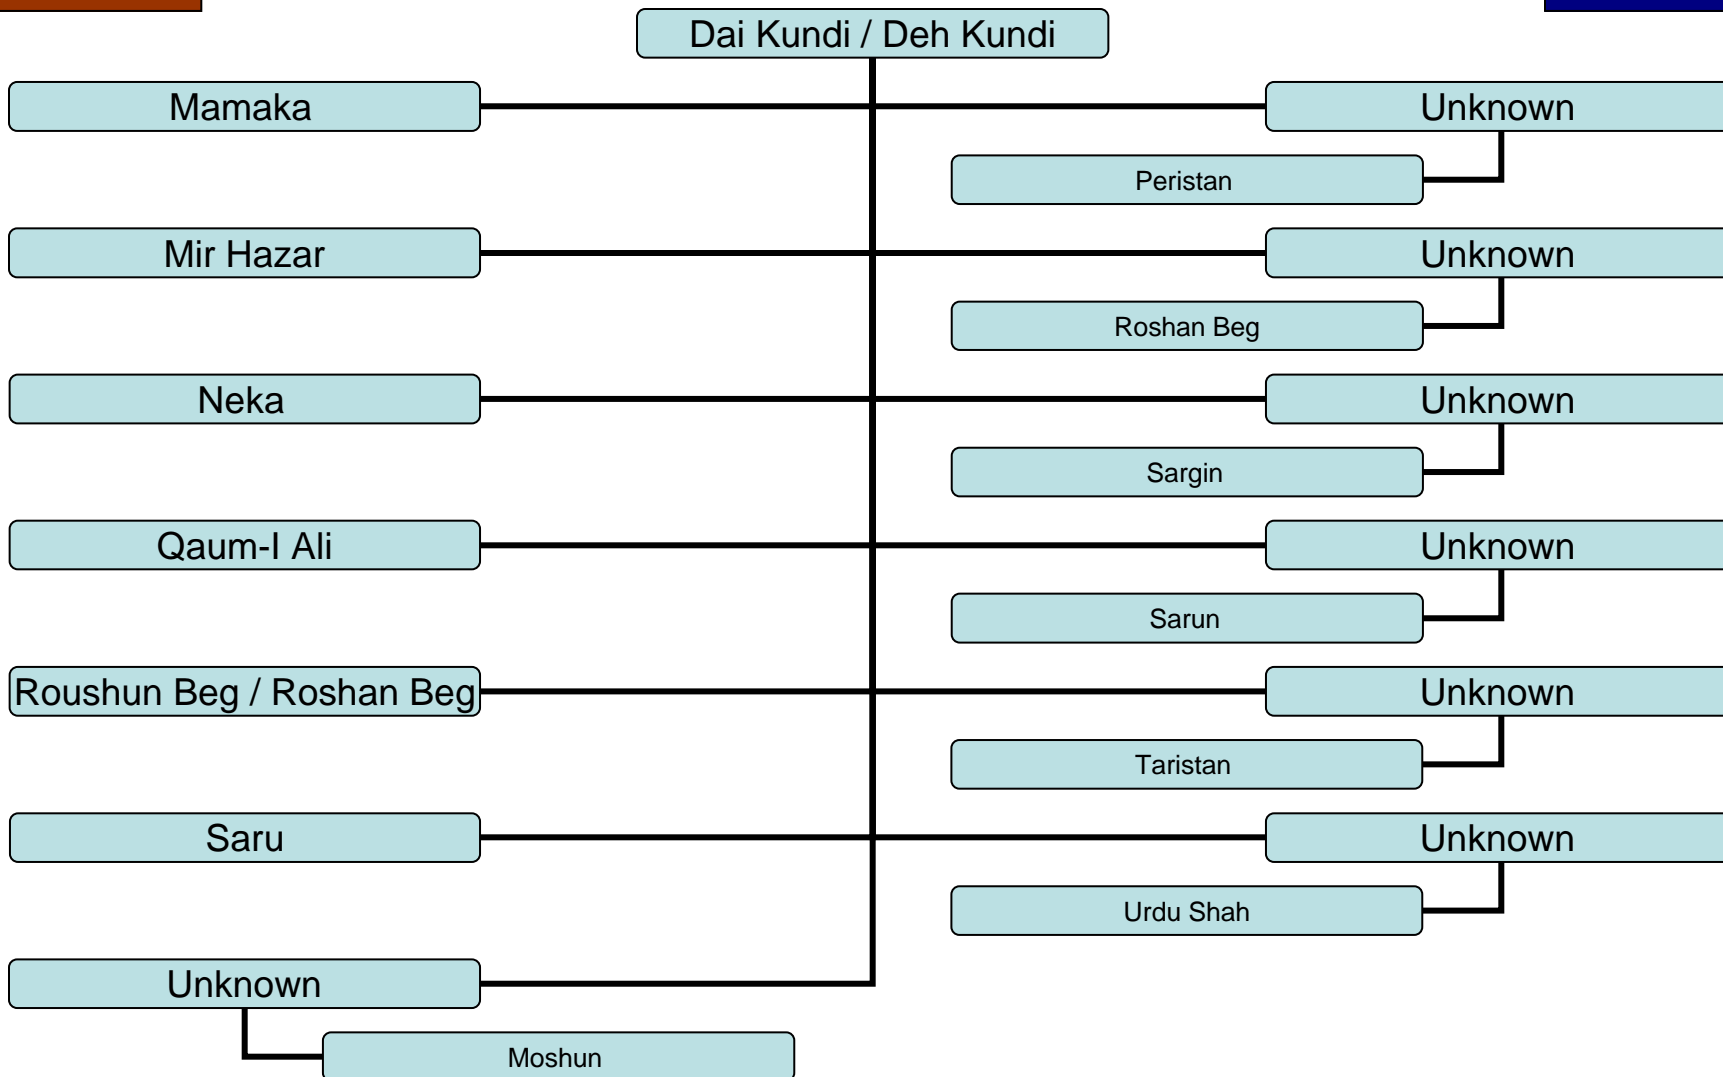 Dai Kundi / Deh Kundi
Mamaka
Unknown
Peristan
Mir Hazar
Unknown
Roshan Beg
Neka
Unknown
Sargin
Qaum-I Ali
Unknown
Sarun
Roushun Beg / Roshan Beg
Unknown
Taristan
Saru
Unknown
Urdu Shah
Unknown
Moshun